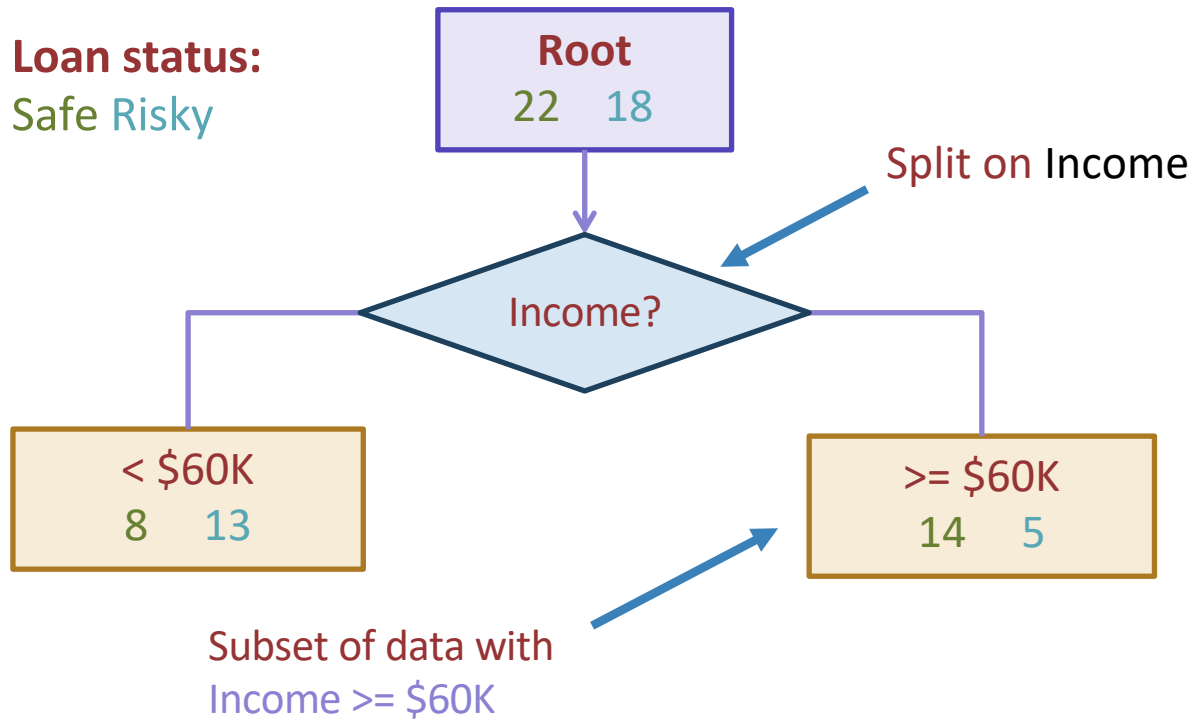 Loan status:
Safe Risky
Root
22 18
Split on Income
Income?
< $60K
8 13
>= $60K
14 5
Subset of data with
Income >= $60K